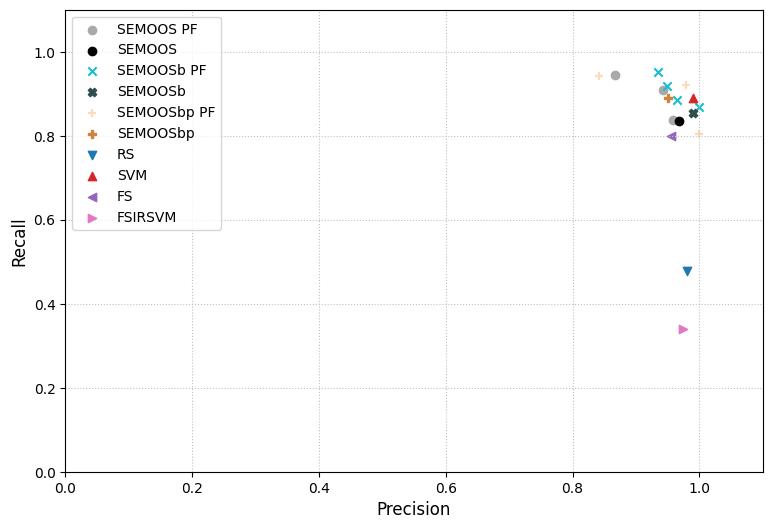 SEMOOS PF
SEMOOS
SEMOOSb PF
SEMOOSb
SEMOOSbp PF
SEMOOSbp
RS
SVM
FS
FSIRSVM
Recall
1.0
0.8
0.6
0.4
0.2
0.0
0.0 0.2 0.4 0.6 0.8 1.0
Precision